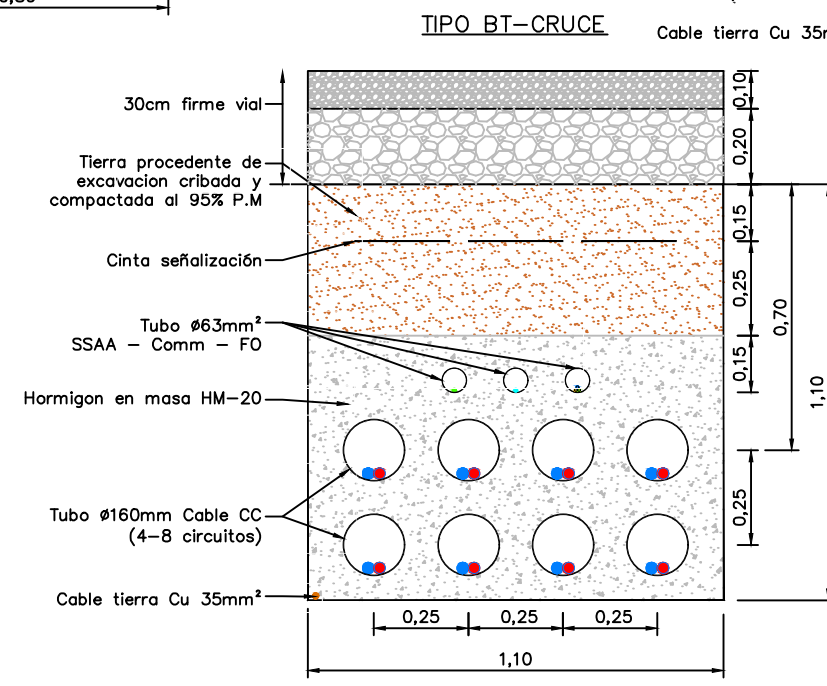 TIPO BT-CRUCE
Cable tierra Cu 35m
30cm firme vial
0,10
0,20
Tierra procedente de
excavacion cribada y
compactada al 95% P.M
0,15
Cinta señalización
0,25
0,70
Tubo Ø63mm²
SSAA - Comm - FO
0,15
1,10
Hormigon en masa HM-20
Tubo Ø160mm Cable CC
(4-8 circuitos)
0,25
Cable tierra Cu 35mm²
0,25
0,25
0,25
1,10